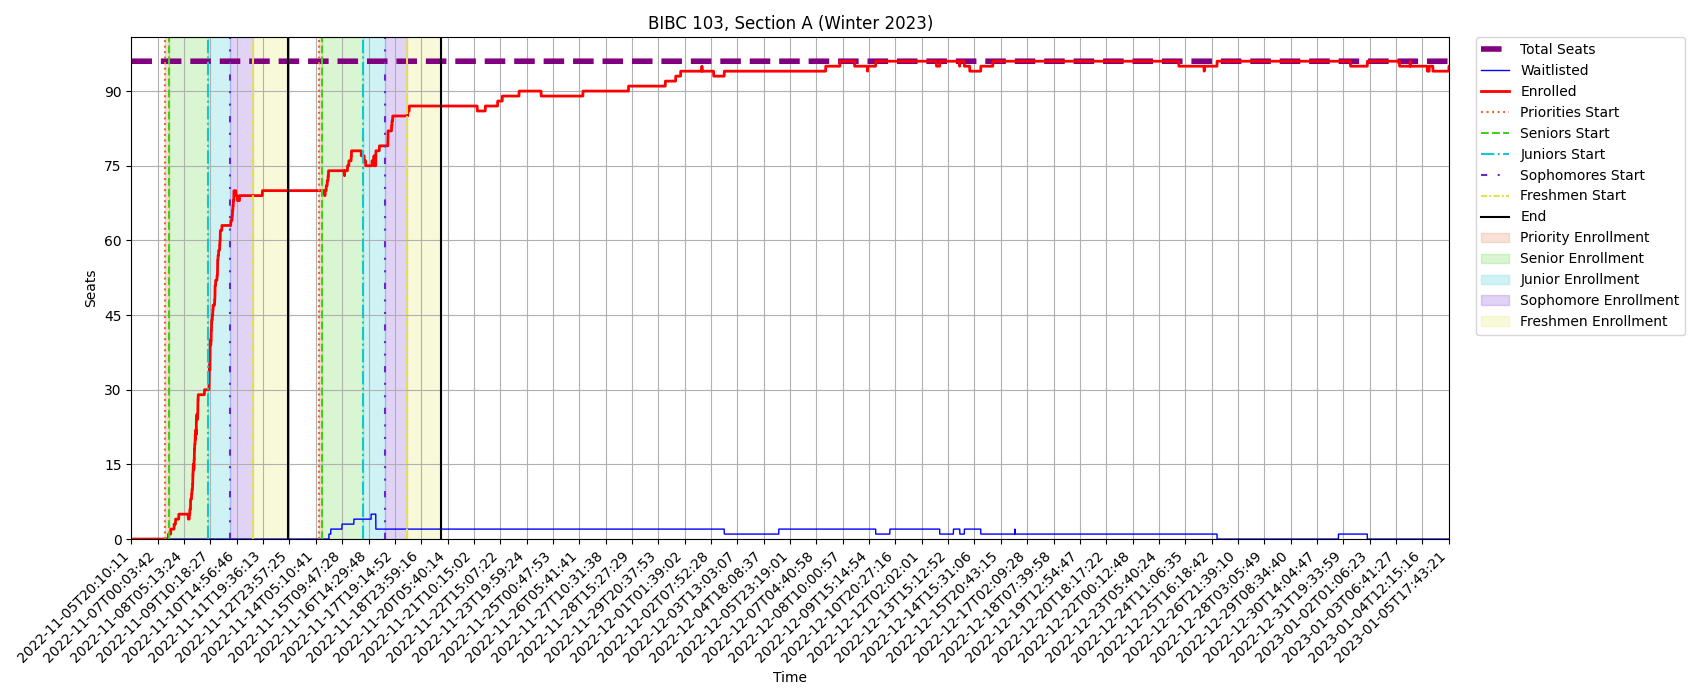 BIBC 103, Section A (Winter 2023)
Total Seats
Waitlisted
Enrolled
Priorities Start
Seniors Start
Juniors Start
Sophomores Start
Freshmen Start
End
Priority Enrollment
Senior Enrollment
Junior Enrollment
Sophomore Enrollment
Freshmen Enrollment
Seats
90
75
60
45
30
15
0
2022-11-05T20:10:11
2022-11-07T00:03:42
2022-11-08T05:13:24
2022-11-09T10:18:27
2022-11-10T14:56:46
2022-11-11T19:36:13
2022-11-12T23:57:25
2022-11-14T05:10:41
2022-11-15T09:47:28
2022-11-16T14:29:48
2022-11-17T19:14:52
2022-11-18T23:59:16
2022-11-20T05:40:14
2022-11-21T10:15:02
2022-11-22T15:07:22
2022-11-23T19:59:24
2022-11-25T00:47:53
2022-11-26T05:41:41
2022-11-27T10:31:38
2022-11-28T15:27:29
2022-11-29T20:37:53
2022-12-01T01:39:02
2022-12-02T07:52:28
2022-12-03T13:03:07
2022-12-04T18:08:37
2022-12-05T23:19:01
2022-12-07T04:40:58
2022-12-08T10:00:57
2022-12-09T15:14:54
2022-12-10T20:27:16
2022-12-12T02:02:01
2022-12-13T15:12:52
2022-12-14T15:31:06
2022-12-15T20:43:15
2022-12-17T02:09:28
2022-12-18T07:39:58
2022-12-19T12:54:47
2022-12-20T18:17:22
2022-12-22T00:12:48
2022-12-23T05:40:24
2022-12-24T11:06:35
2022-12-25T16:18:42
2022-12-26T21:39:10
2022-12-28T03:05:49
2022-12-29T08:34:40
2022-12-30T14:04:47
2022-12-31T19:33:59
2023-01-02T01:06:23
2023-01-03T06:41:27
2023-01-04T12:15:16
2023-01-05T17:43:21
Time